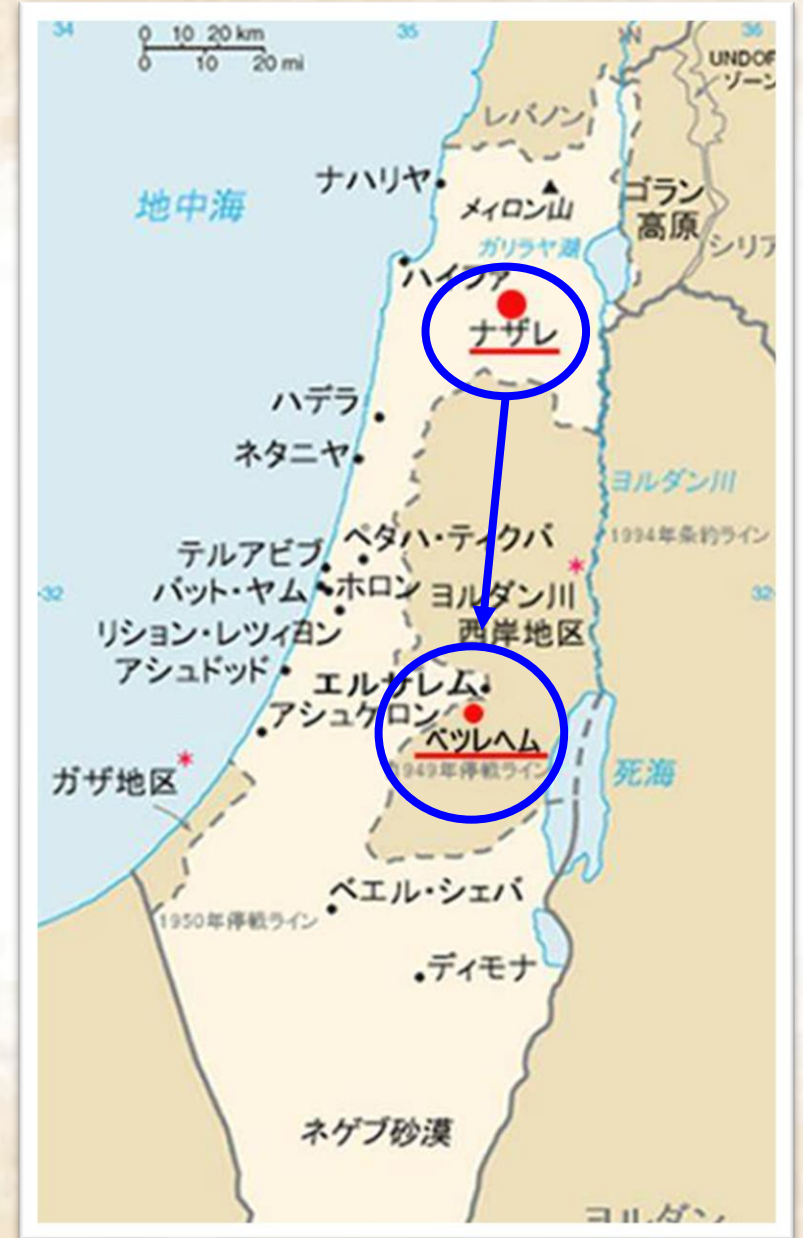 34
0 10 20 km
0 10 20 mi
35
36
UNDOF
ゾーン
レバノン
ナハリヤ
メィロン山
ゴラン
高原
地中海
ガリラヤ湖
シリア
ハイファ
ナザレ
ハデラ
ネタニヤ
ヨルダン川
ペタハ・ティクバ
1994年条約ライン
テルアビブ
バット・ヤム
ホロン
ヨルダン川
西岸地区
32
32
リション・レツィヨン
アシュドッド
エルサレム
アシュケロン
ベツレヘム
1949年停戦ライン
ガザ地区
死海
ベエル・シェバ
1950年停戦ライン
ディモナ
ネゲブ砂漠
ヨルダン